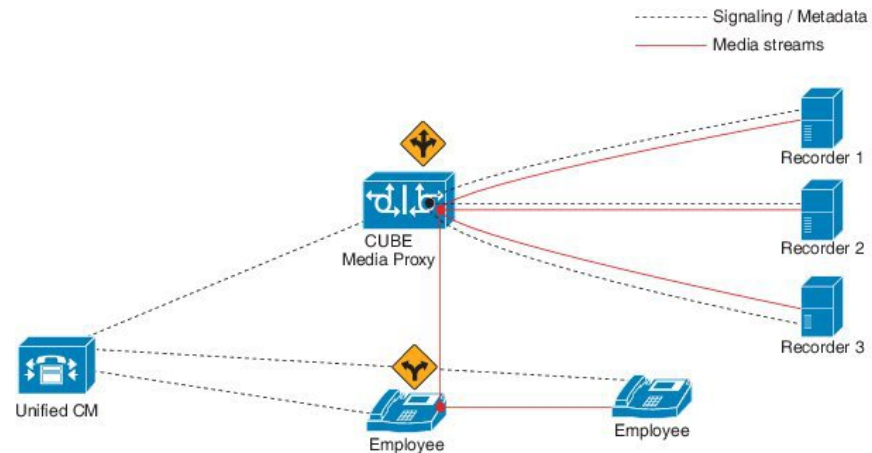 Signaling / Metadata
Media streams
Recorder 1
CUBE
Media Proxy
Recorder 2
Recorder 3
Unified CM
Employee
Employee